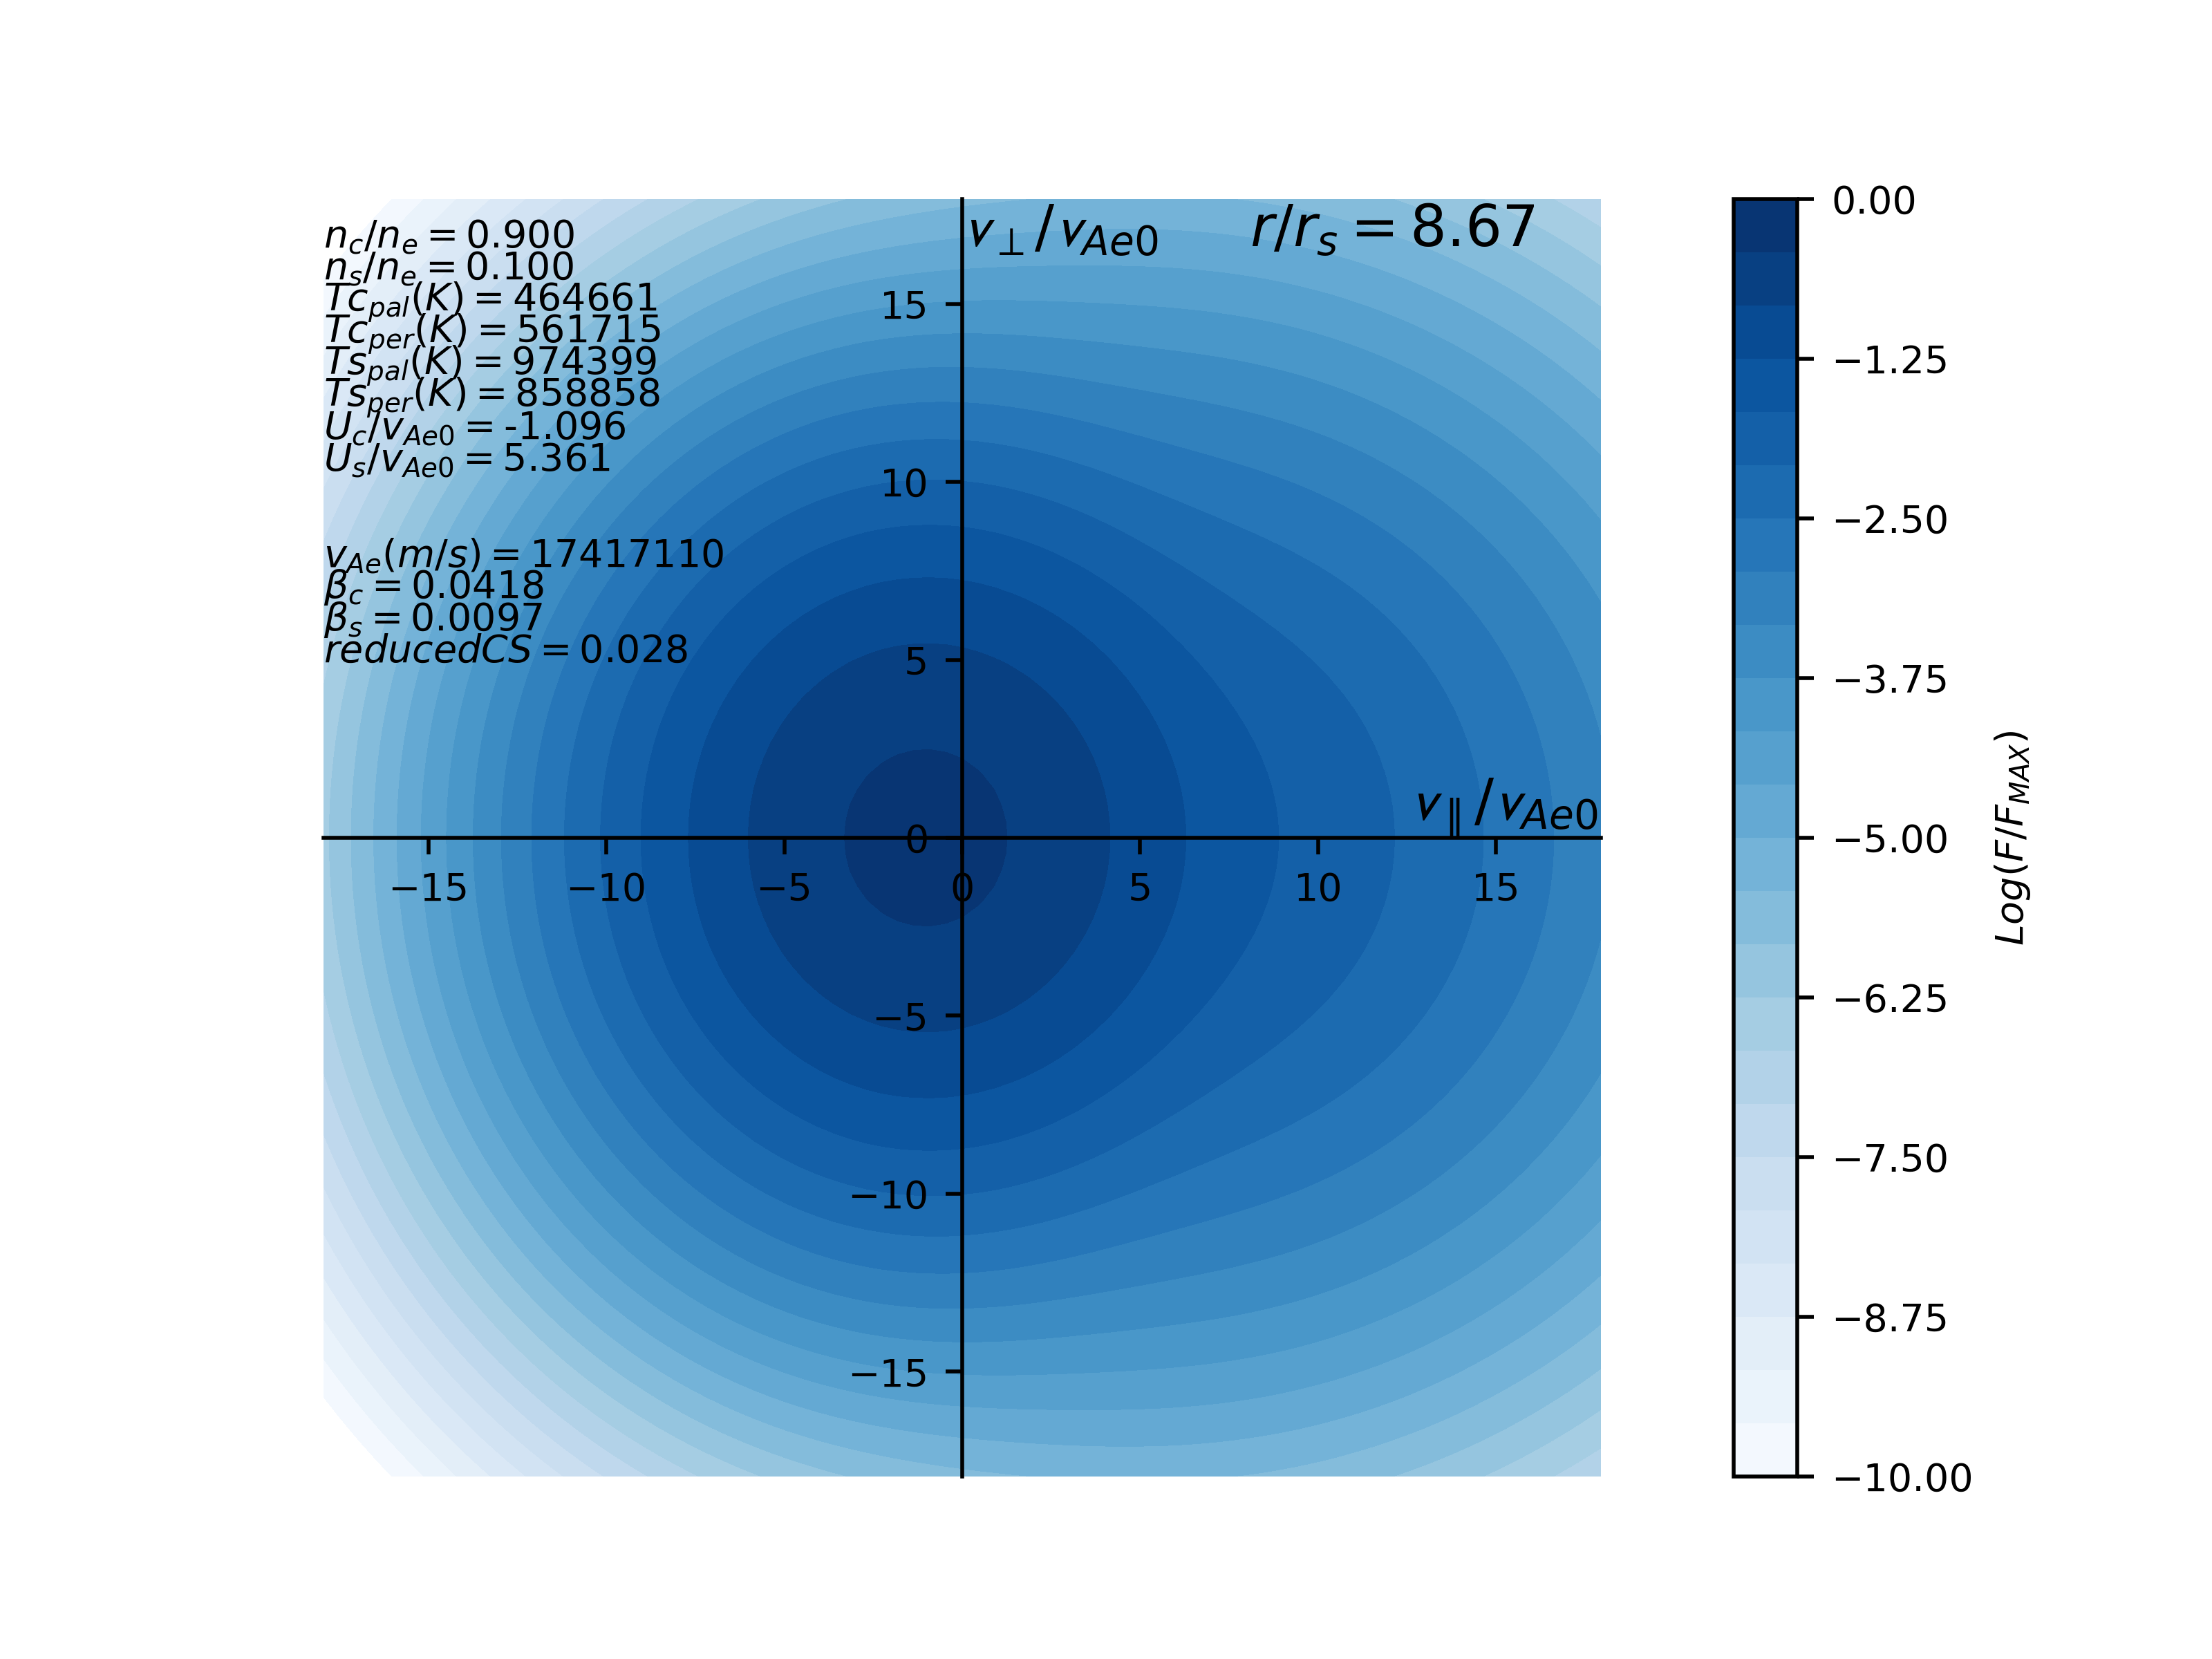 n_c/n_e = 0.900
n_s/n_e = 0.100
Tc_pal(K) = 464661
Tc_per(K) = 561715
Ts_pal(K) = 974399
Ts_per(K) = 858858
U_c/v_Ae0 = -1.096
U_s/v_Ae0 = 5.361
v_Ae(m/s) = 17417110
β_c = 0.0418
β_s = 0.0097
reducedCS = 0.028
v_⊥/v_Ae0
r/r_s = 8.67
15
10
5
0
−5
−10
−15
v_∥/v_Ae0
−15 −10 −5 0 5 10 15
0.00
−1.25
−2.50
−3.75
−5.00
−6.25
−7.50
−8.75
−10.00
Log(F/F_MAX)